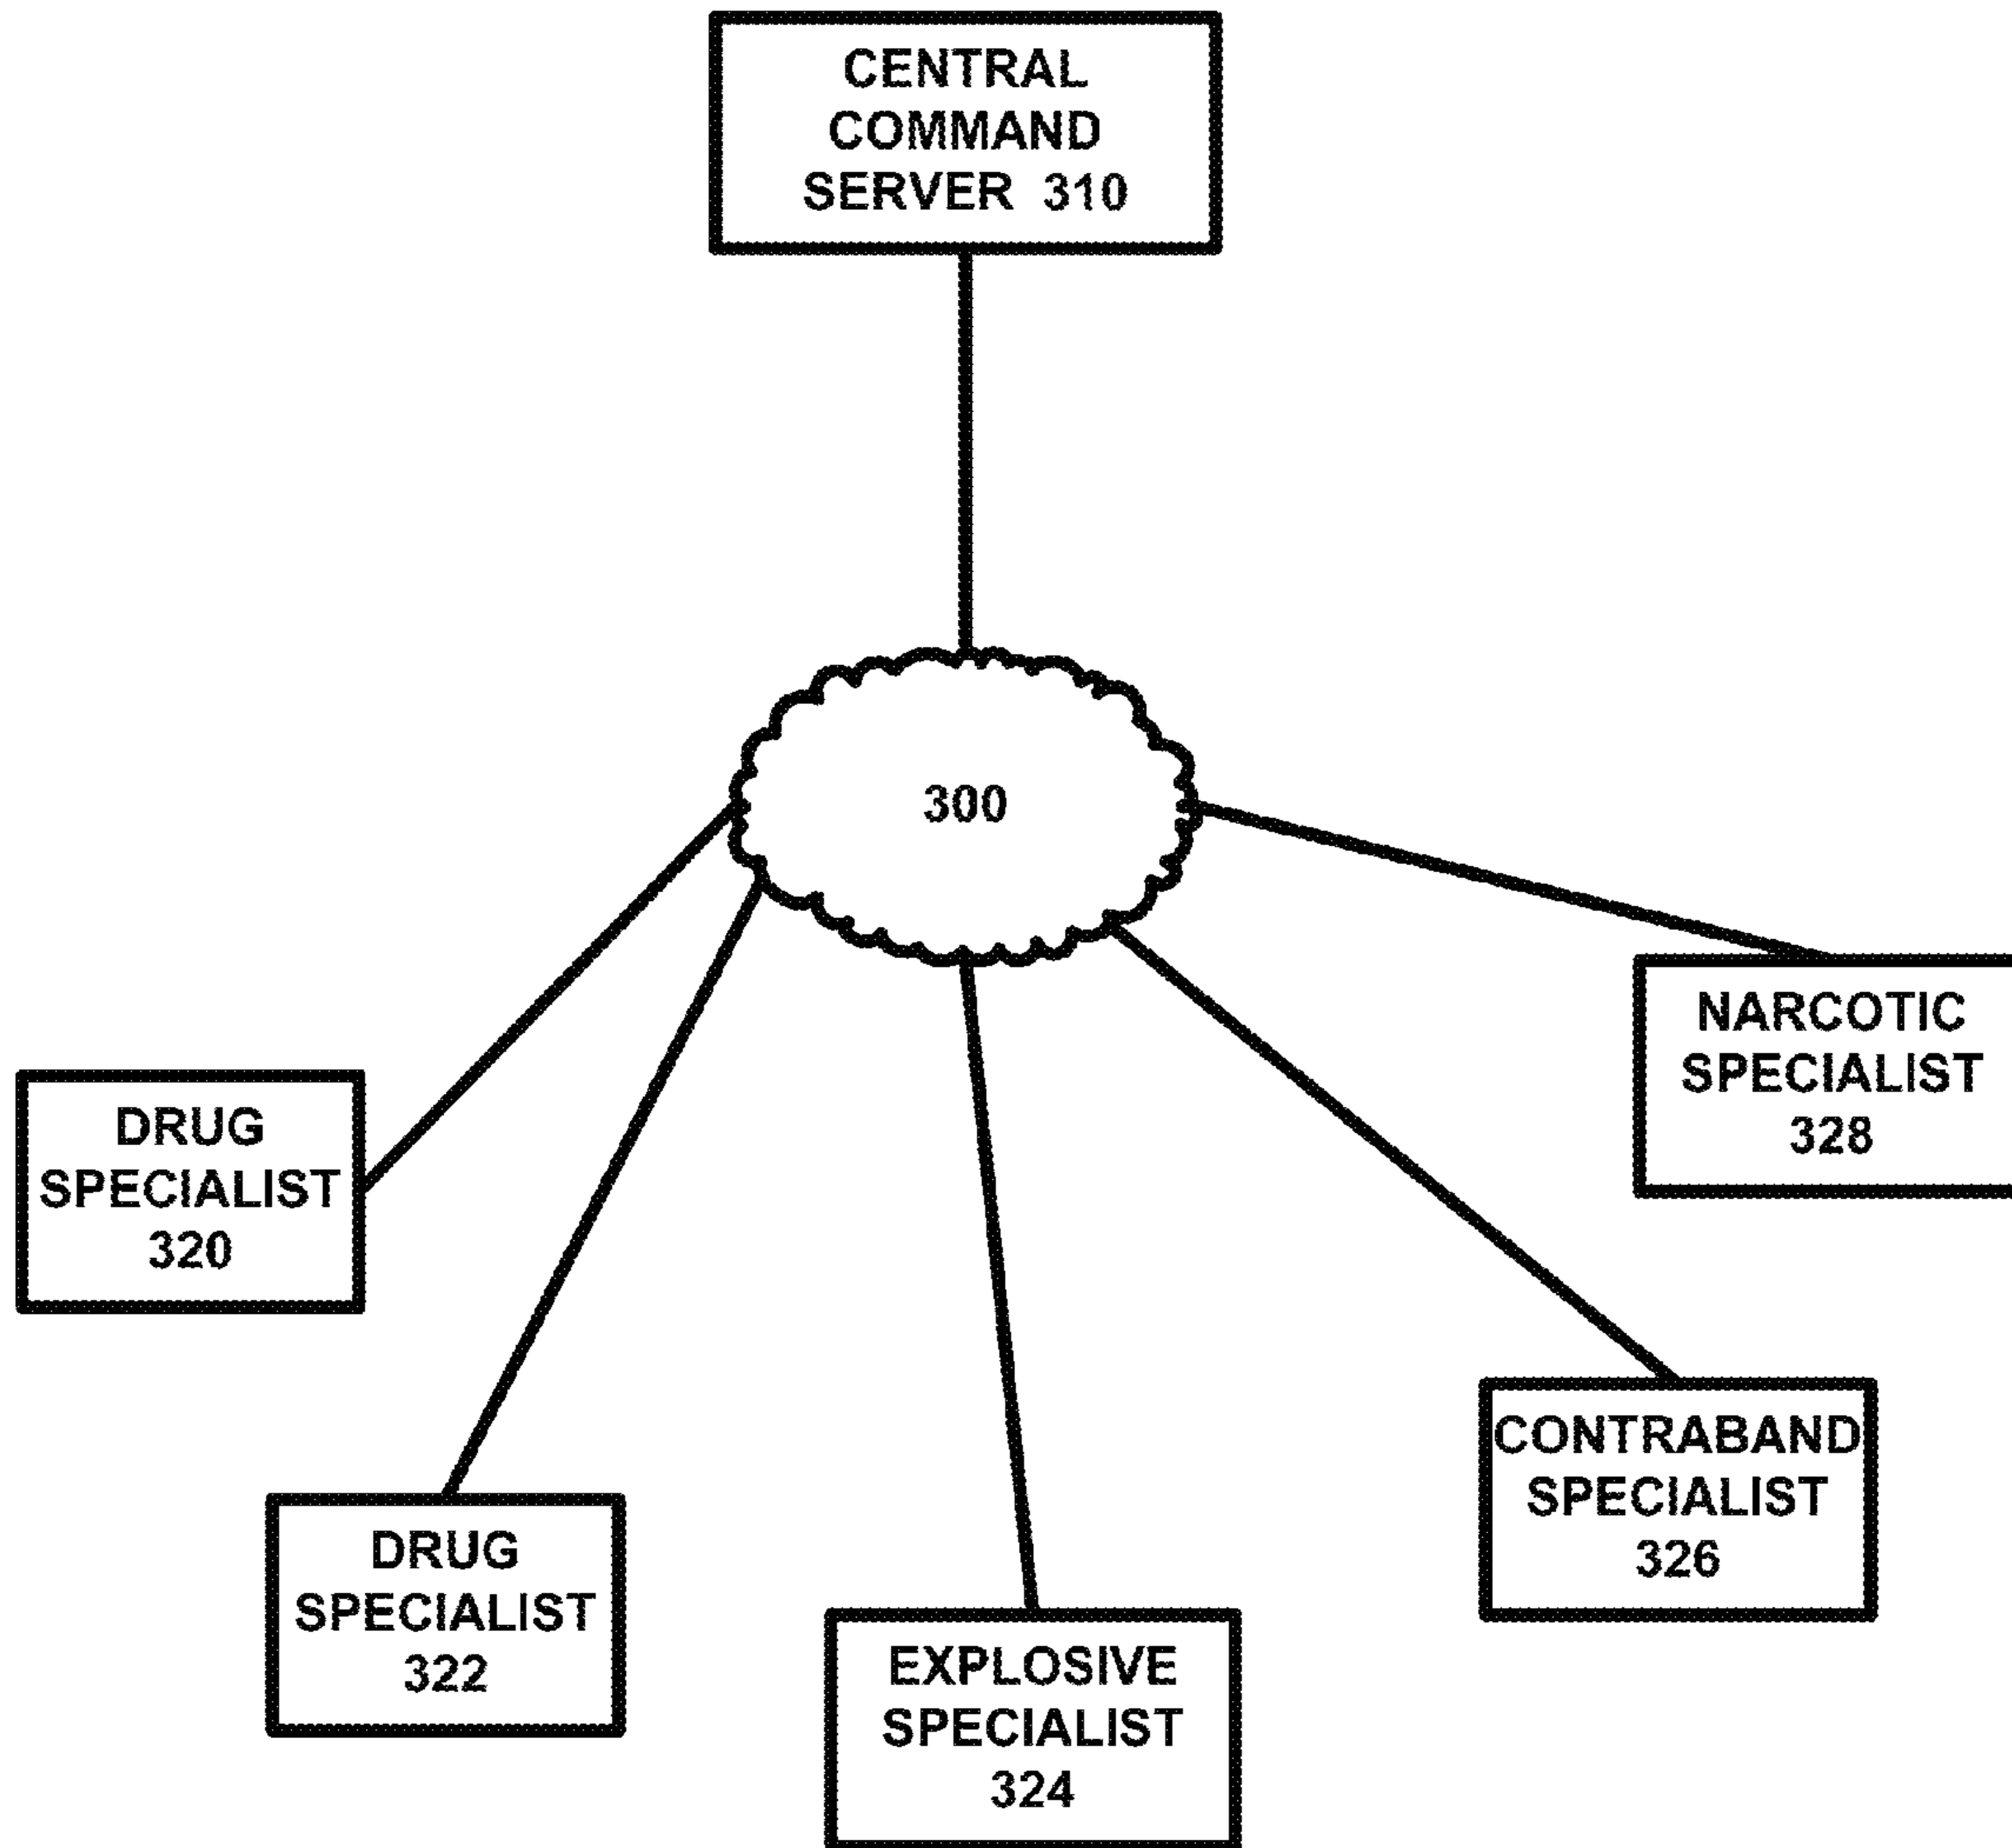 CENTRAL
COMMAND
SERVER 310
300
NARCOTIC
SPECIALIST
328
DRUG
SPECIALIST
320
CONTRABAND
SPECIALIST
326
DRUG
SPECIALIST
322
EXPLOSIVE
SPECIALIST
324